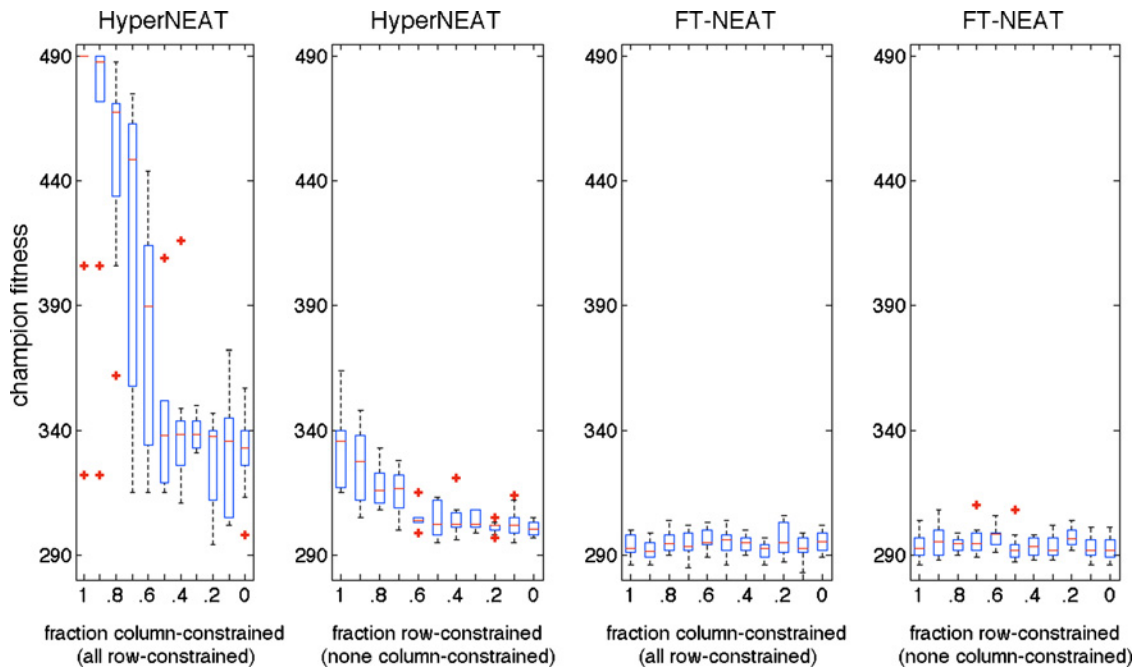 HyperNEAT
HyperNEAT
FT-NEAT
FT-NEAT
champion fitness
490
440
390
340
290
1 .8 .6 .4 .2 0
fraction column-constrained
(all row-constrained)
490
440
390
340
290
1 .8 .6 .4 .2 0
fraction row-constrained
(none column-constrained)
490
440
390
340
290
1 .8 .6 .4 .2 0
fraction column-constrained
(all row-constrained)
490
440
390
340
290
1 .8 .6 .4 .2 0
fraction row-constrained
(none column-constrained)